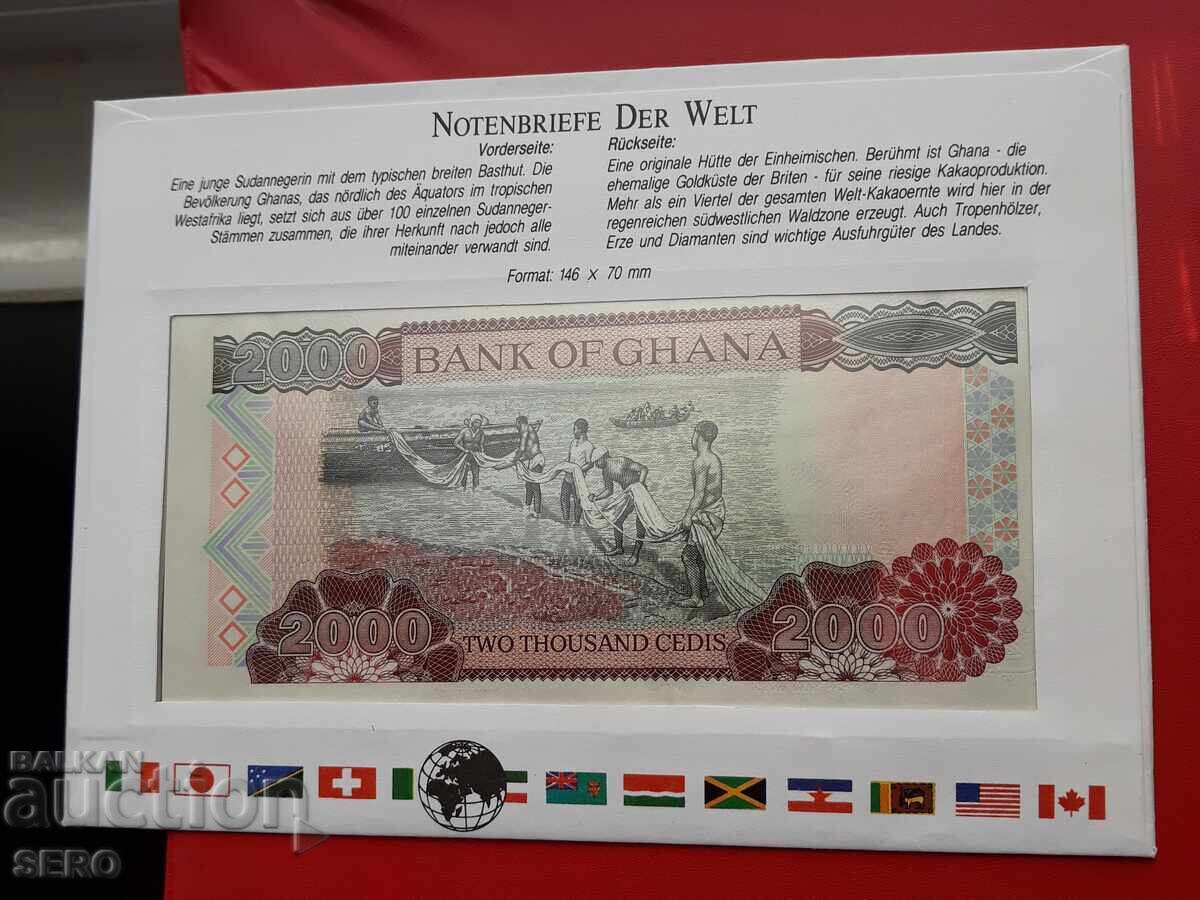 NOTENBRIEFE DER WELT
Vorderseite:
Eine junge Sudannegerin mit dem typischen breiten Basthut. Die
Bevölkerung Ghanas, das nördlich des Äquators im tropischen
Westafrika liegt, setzt sich aus über 100 einzelnen Sudanneger-
Stämmen zusammen, die ihrer Herkunft nach jedoch alle
miteinander verwandt sind.
Rückseite:
Eine originale Hütte der Einheimischen. Berühmt ist Ghana - die
ehemalige Goldküste der Briten - für seine riesige Kakaoproduktion.
Mehr als ein Viertel der gesamten Welt-Kakaoernte wird hier in der
regenreichen südwestlichen Waldzone erzeugt. Auch Tropenhölzer,
Erze und Diamanten sind wichtige Ausfuhrgüter des Landes.
Format: 146 × 70 mm
2000 BANK OF GHANA
2000 TWO THOUSAND CEDIS 2000
BALKAN
auction
SERO